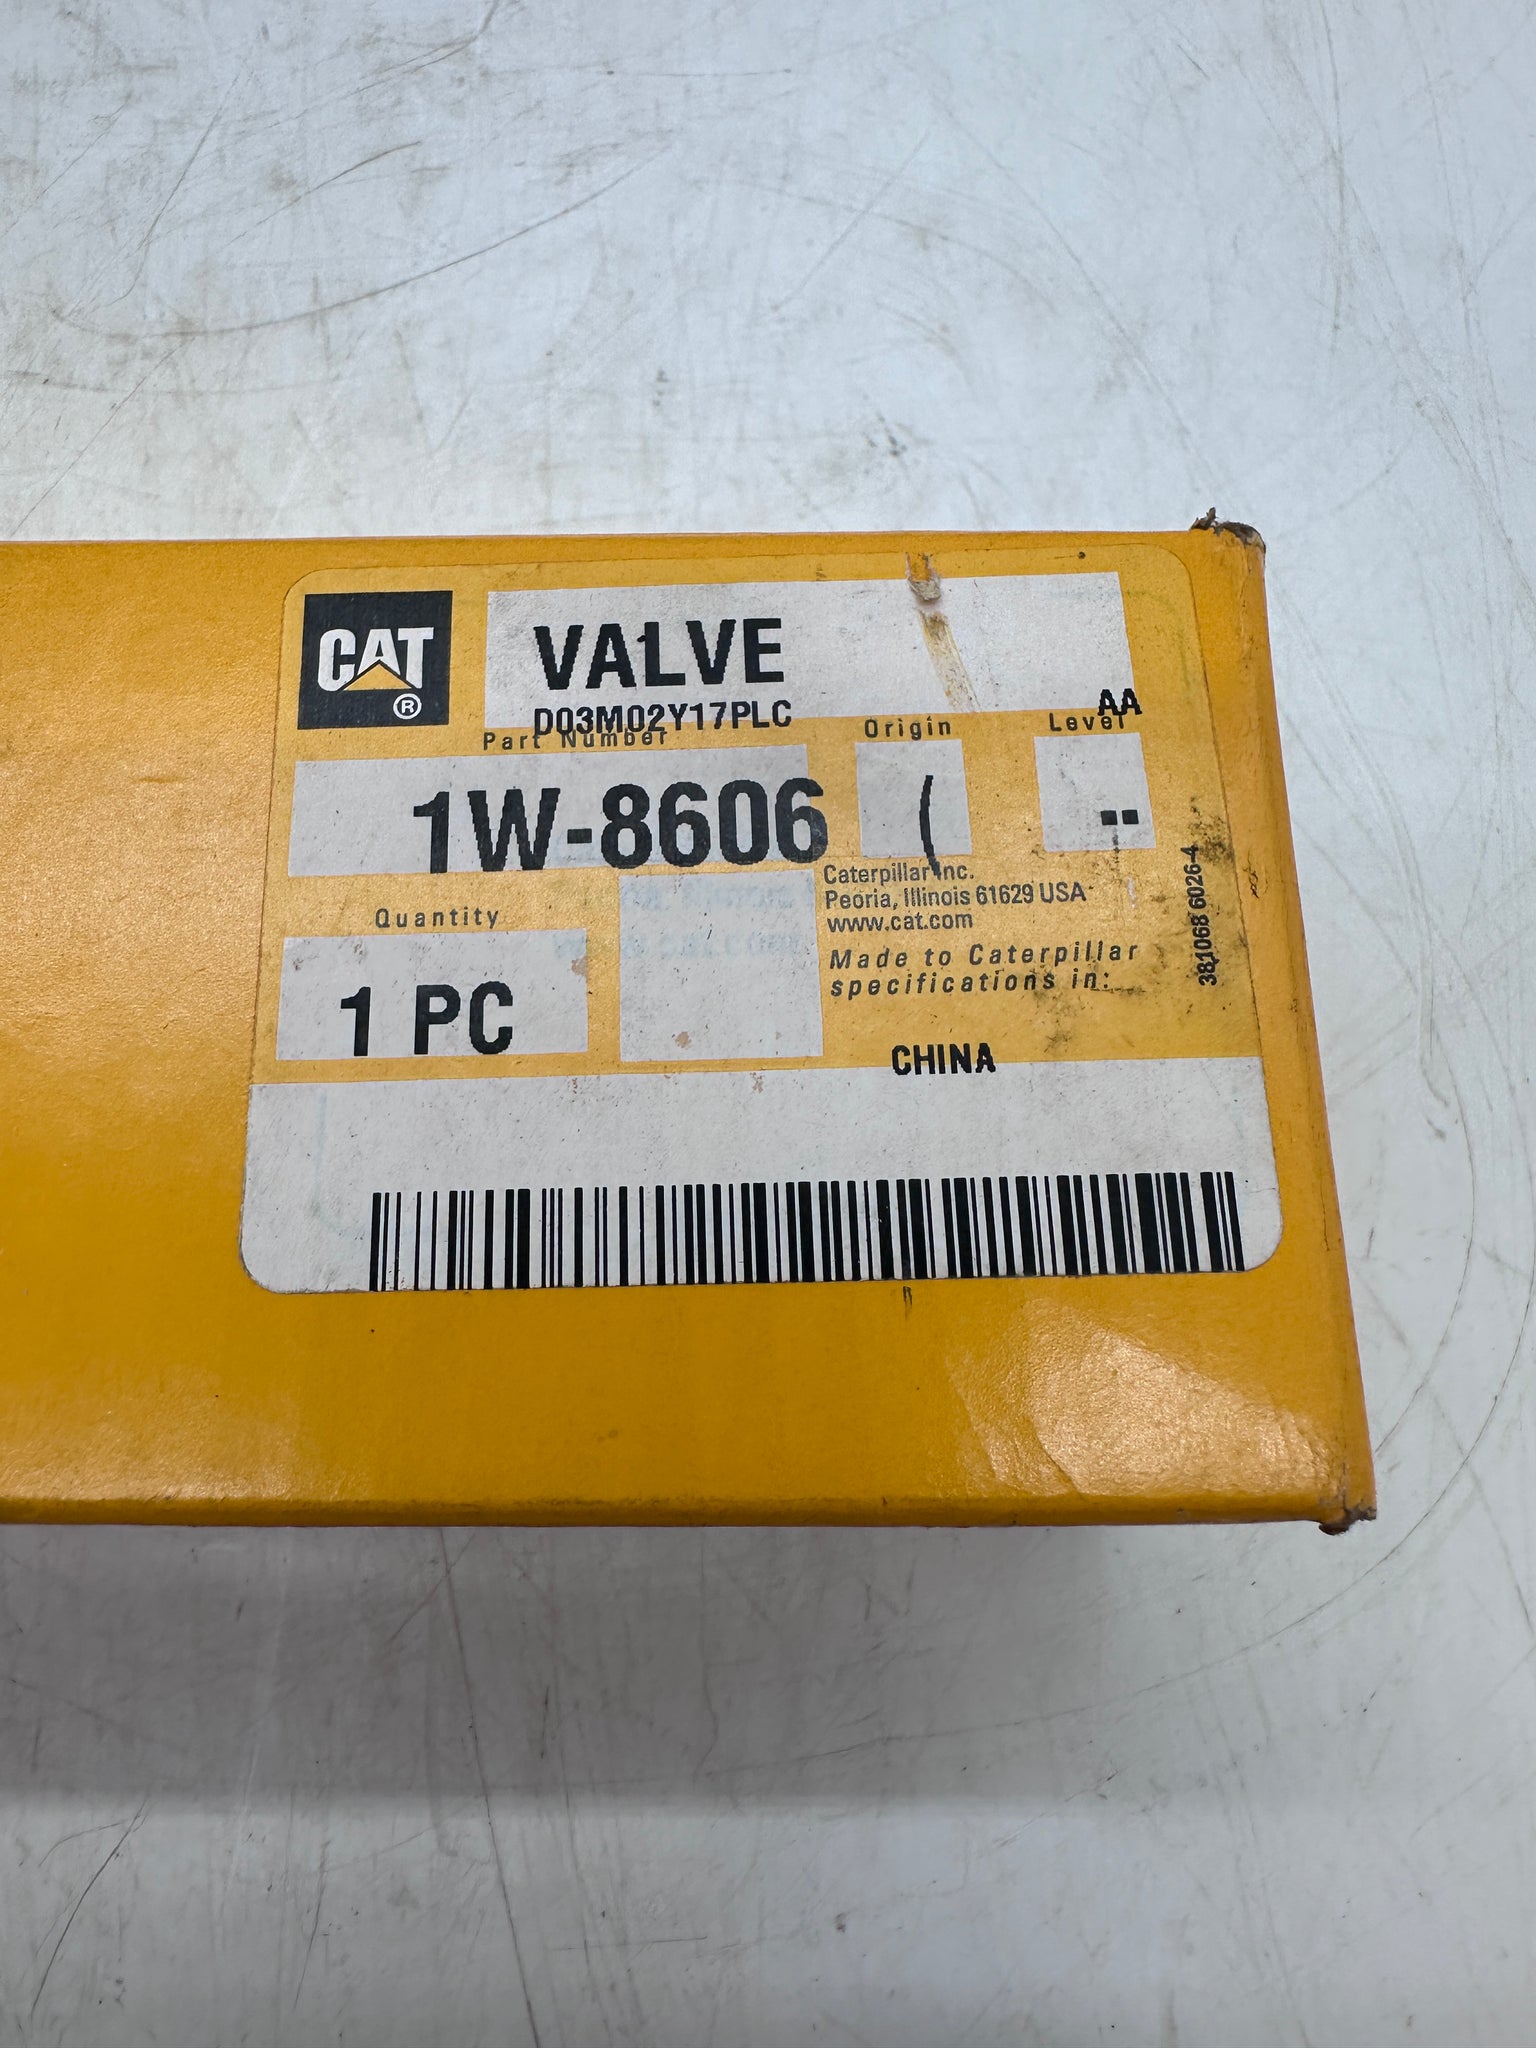 CAT
®
VALVE
D03M02Y17PLC
AA
Part Number
Origin
Level
1W-8606
(
--
Quantity
1 PC
Caterpillar Inc.
Peoria, Illinois 61629 USA
www.cat.com
Made to Caterpillar
specifications in:
CHINA
381068 6026-4